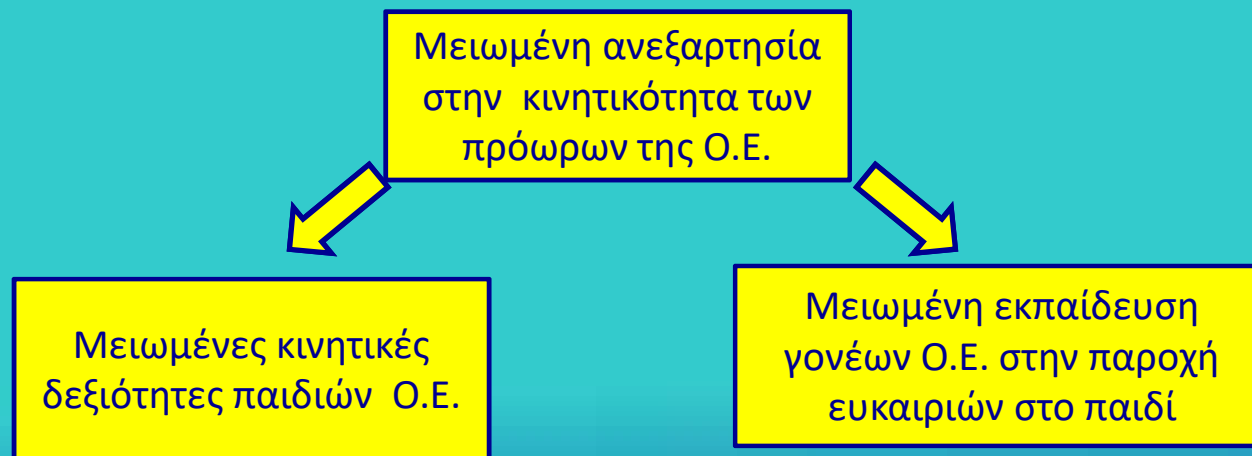 Μειωμένη ανεξαρτησία
στην κινητικότητα των
πρόωρων της Ο.Ε.
Μειωμένες κινητικές
δεξιότητες παιδιών Ο.Ε.
Μειωμένη εκπαίδευση
γονέων Ο.Ε. στην παροχή
ευκαιριών στο παιδί